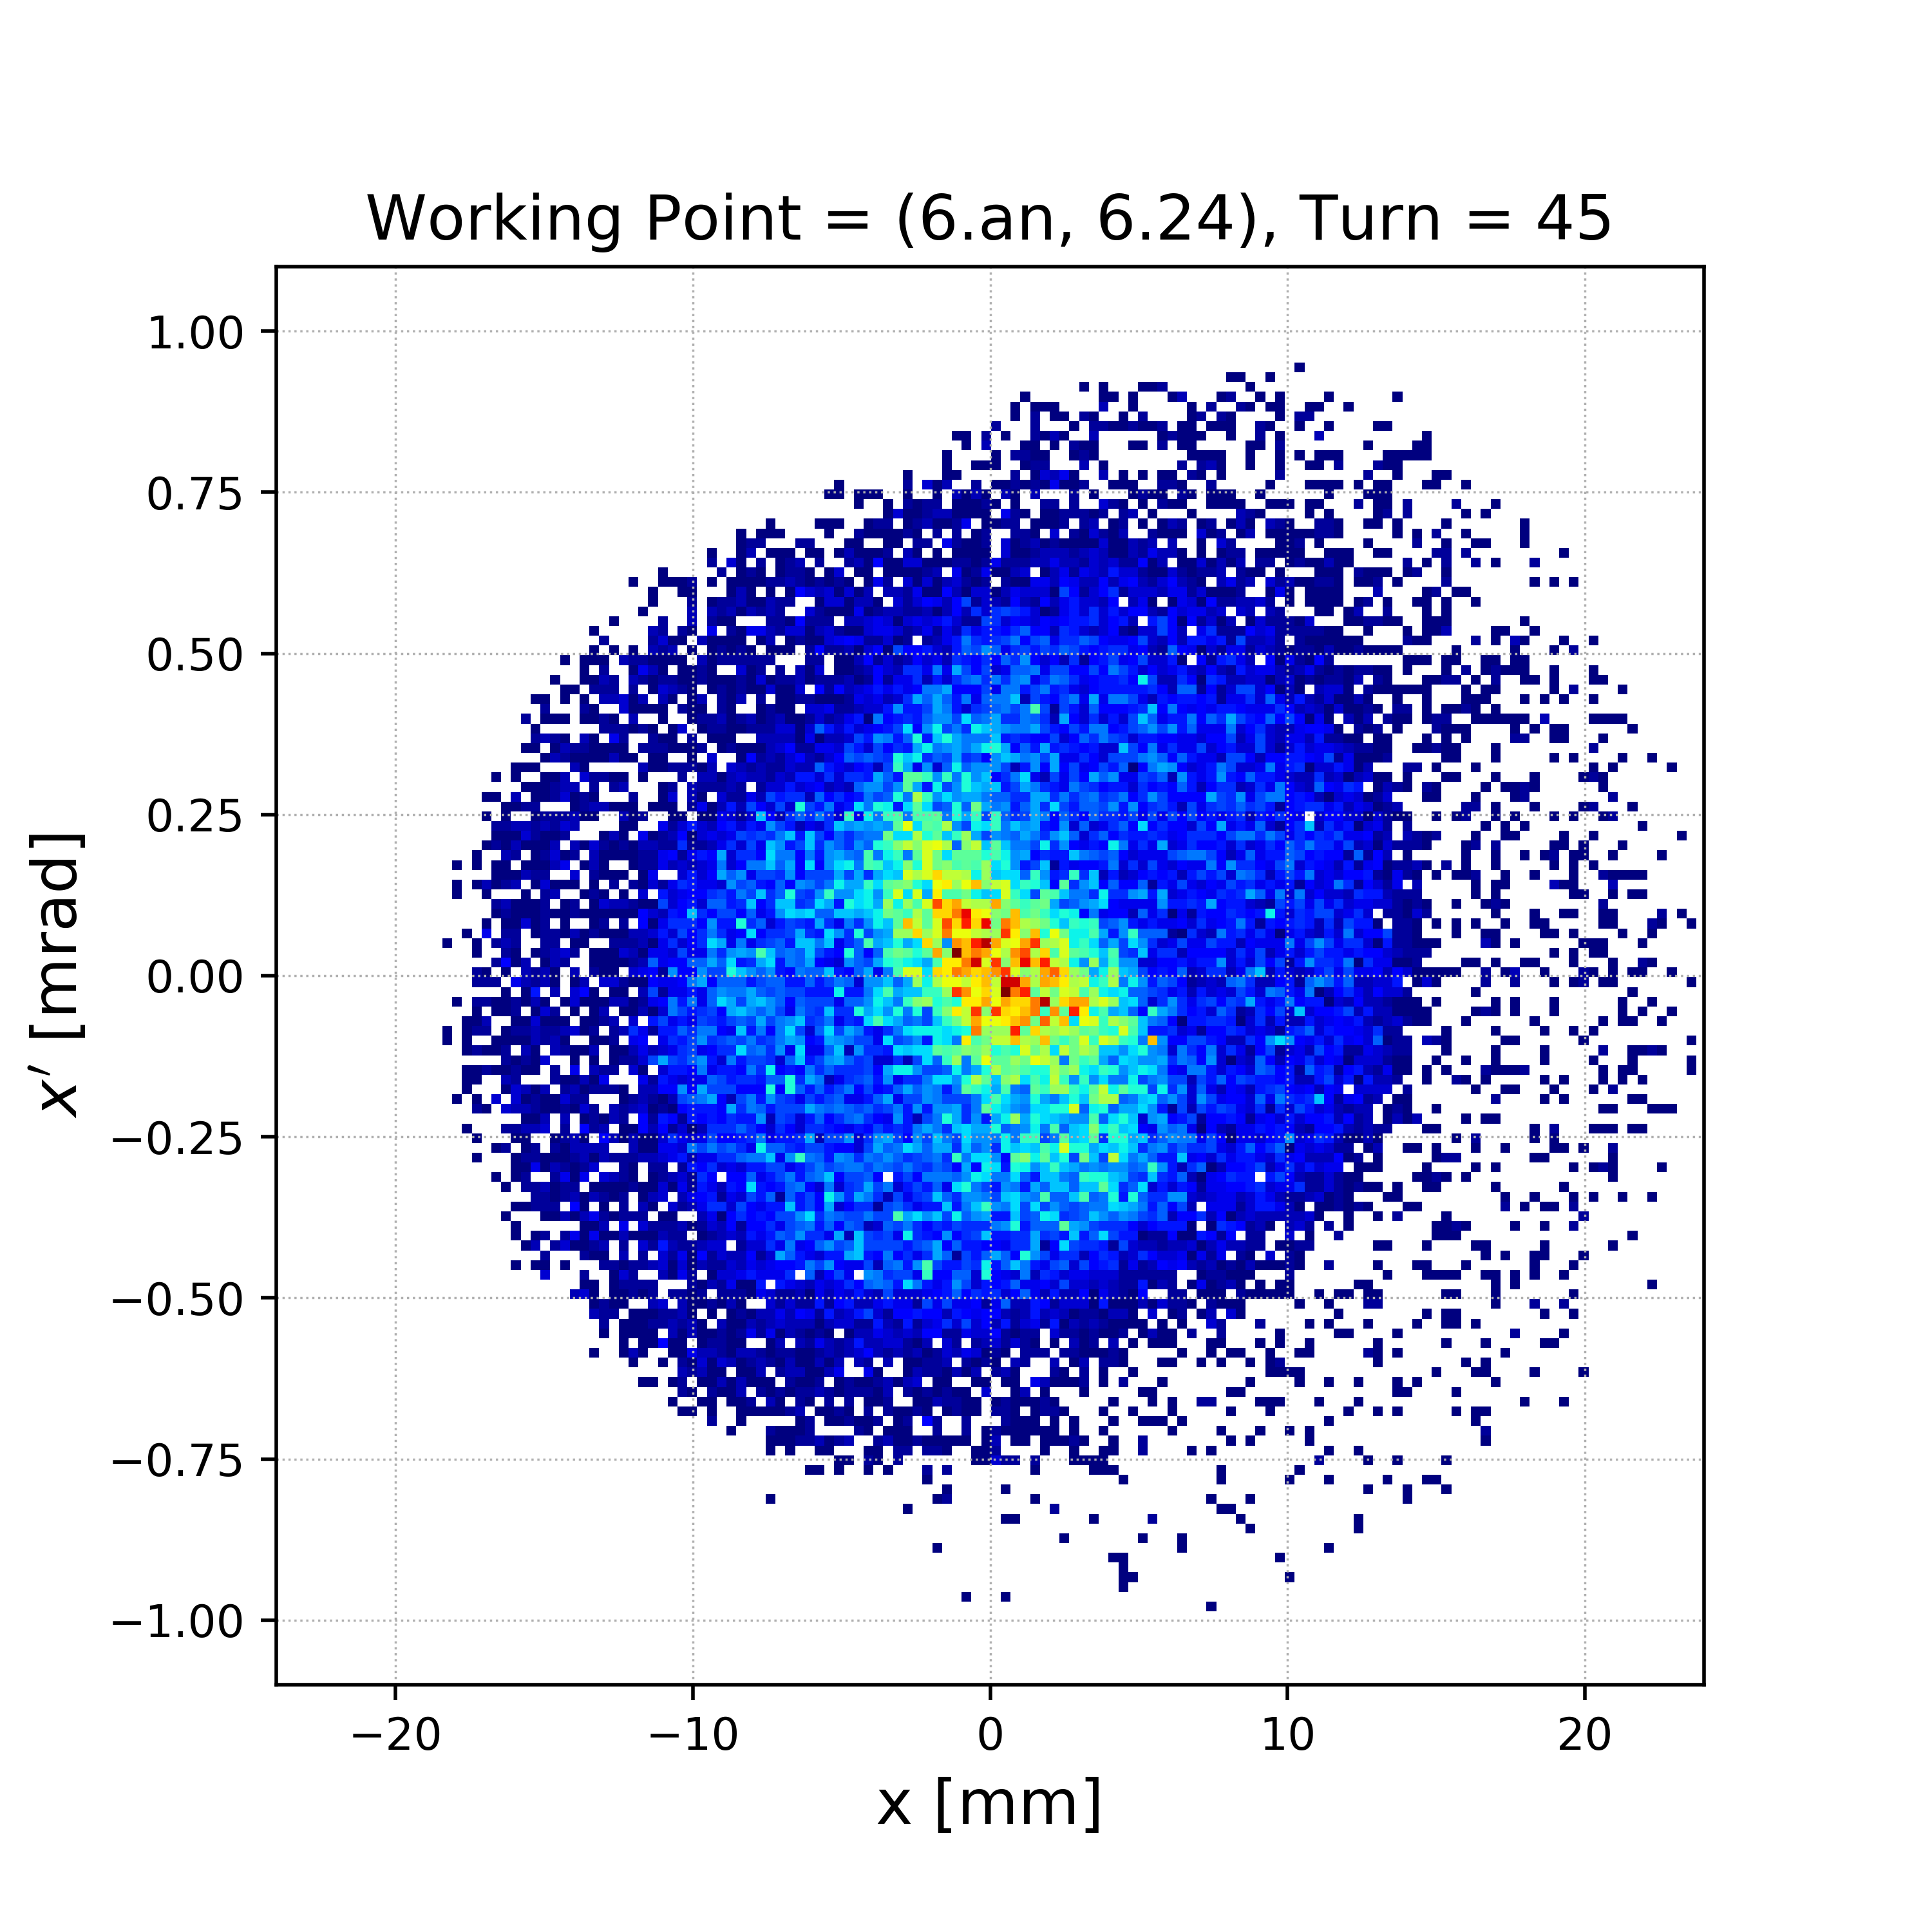 Working Point = (6.an, 6.24), Turn = 45
1.00
0.75
0.50
0.25
0.00
−0.25
−0.50
−0.75
−1.00
x′ [mrad]
−20 −10 0 10 20
x [mm]